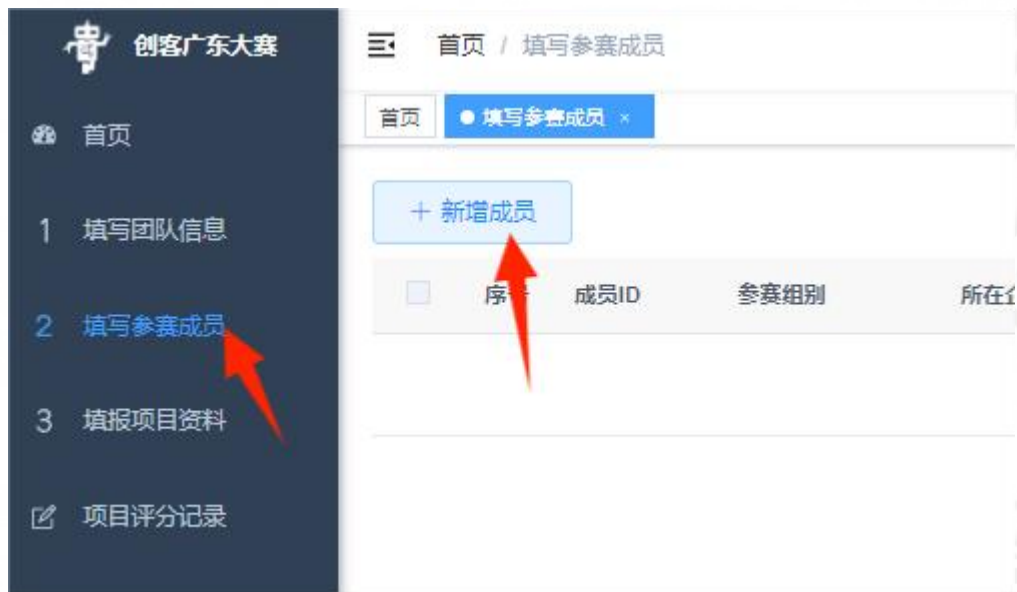 创客广东大赛
首页 / 填写参赛成员
首页
填写参赛成员 ×
首页
+ 新增成员
1 填写团队信息
序号 成员ID 参赛组别 所在企
2 填写参赛成员
3 填报项目资料
项目评分记录